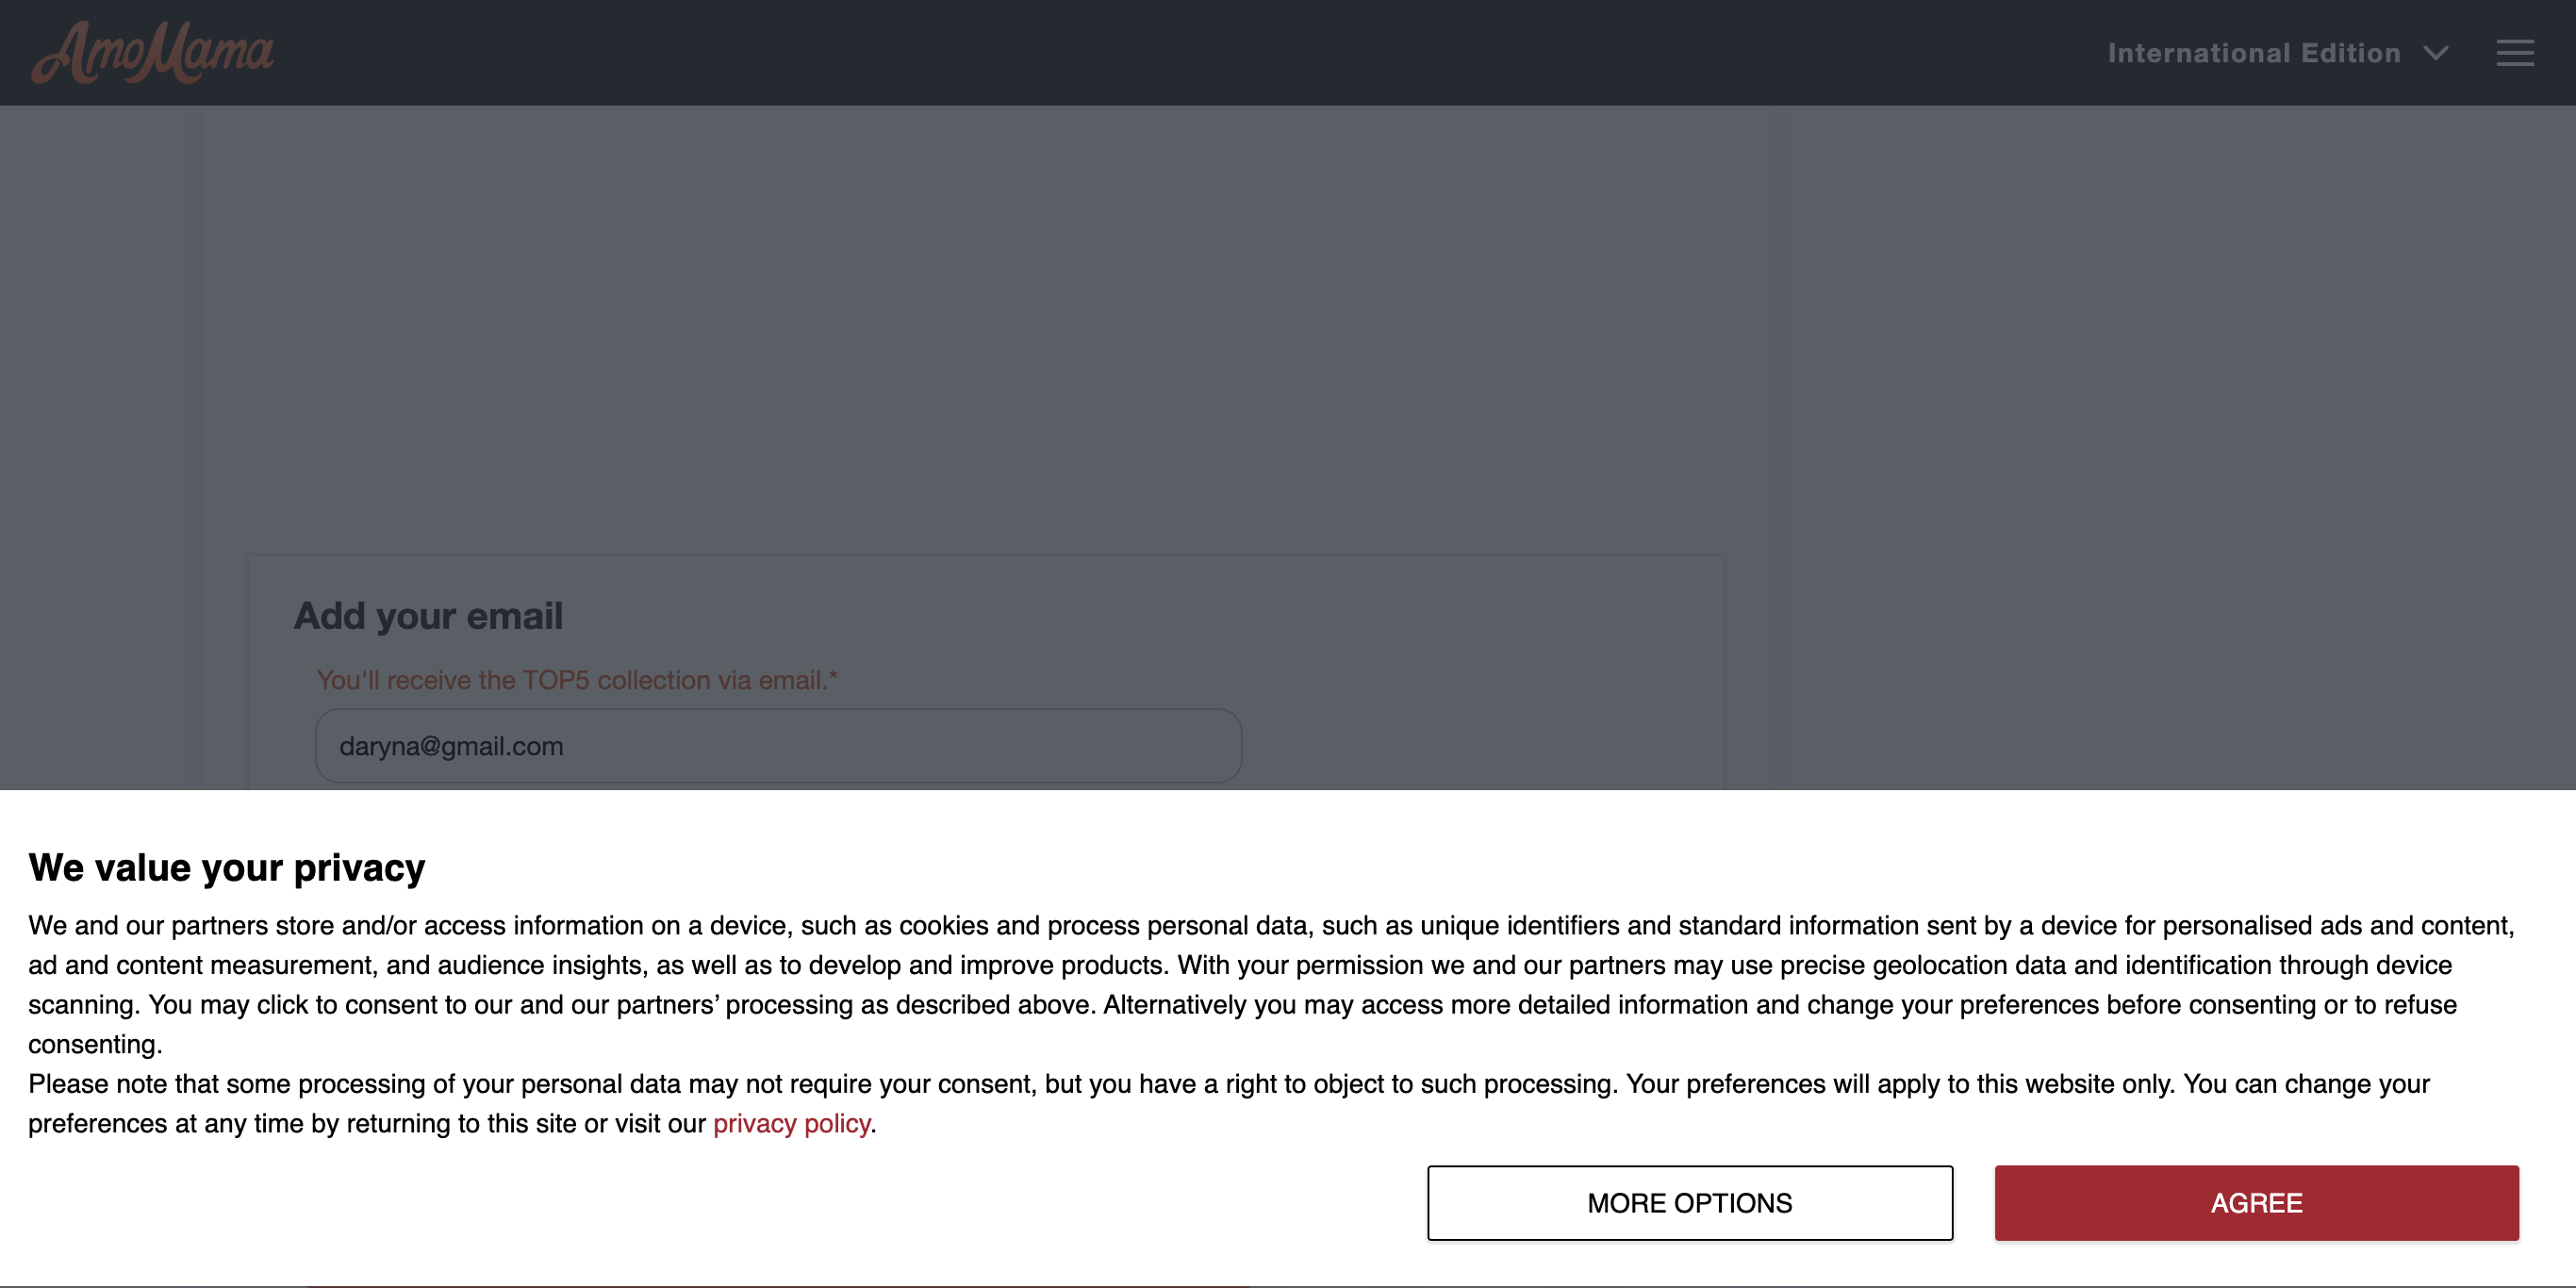 AmoMama
International Edition
Add your email
You'll receive the TOP5 collection via email.*
daryna@gmail.com
We value your privacy
We and our partners store and/or access information on a device, such as cookies and process personal data, such as unique identifiers and standard information sent by a device for personalised ads and content,
ad and content measurement, and audience insights, as well as to develop and improve products. With your permission we and our partners may use precise geolocation data and identification through device
scanning. You may click to consent to our and our partners’ processing as described above. Alternatively you may access more detailed information and change your preferences before consenting or to refuse
consenting.
Please note that some processing of your personal data may not require your consent, but you have a right to object to such processing. Your preferences will apply to this website only. You can change your
preferences at any time by returning to this site or visit our privacy policy.
MORE OPTIONS
AGREE